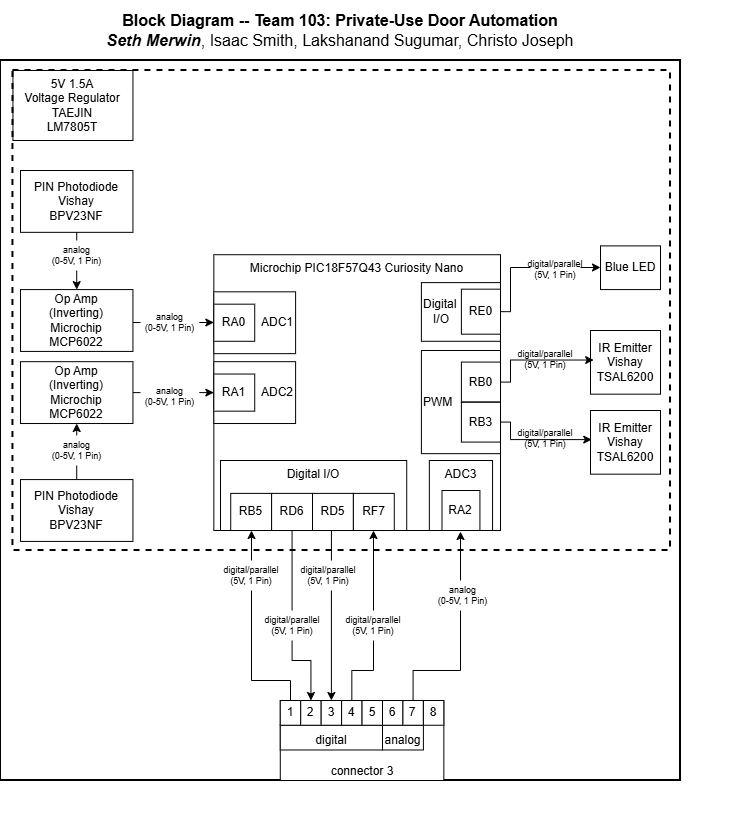 Block Diagram -- Team 103: Private-Use Door Automation
Seth Merwin, Isaac Smith, Lakshanand Sugumar, Christo Joseph
5V 1.5A
Voltage Regulator
TAEJIN
LM7805T
PIN Photodiode
Vishay
BPV23NF
analog
(0-5V, 1 Pin)
Op Amp
(Inverting)
Microchip
MCP6022
analog
(0-5V, 1 Pin)
Op Amp
(Inverting)
Microchip
MCP6022
analog
(0-5V, 1 Pin)
analog
(0-5V, 1 Pin)
PIN Photodiode
Vishay
BPV23NF
Microchip PIC18F57Q43 Curiosity Nano
RA0
ADC1
RA1
ADC2
Digital
I/O
RE0
PWM
RB0
RB3
digital/parallel
(5V, 1 Pin)
Blue LED
digital/parallel
(5V, 1 Pin)
IR Emitter
Vishay
TSAL6200
digital/parallel
(5V, 1 Pin)
IR Emitter
Vishay
TSAL6200
Digital I/O
RB5
RD6
RD5
RF7
ADC3
RA2
digital/parallel
(5V, 1 Pin)
digital/parallel
(5V, 1 Pin)
digital/parallel
(5V, 1 Pin)
digital/parallel
(5V, 1 Pin)
analog
(0-5V, 1 Pin)
1 2 3 4 5 6 7 8
digital
analog
connector 3